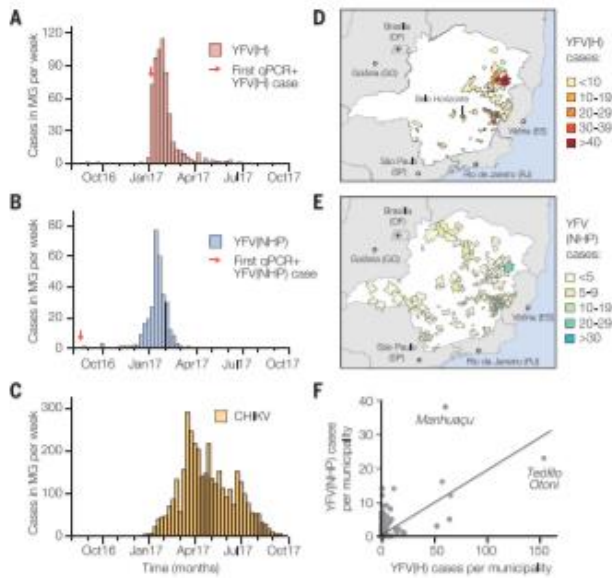 A
Cases in MG per week
120
90
60
30
0
YFV(H)
First qPCR+
YFV(H) case
Oct16
Jan17
Apr17
Jul17
Oct17
B
Cases in MG per week
80
60
40
20
0
YFV(NHP)
First qPCR+
YFV(NHP) case
Oct16
Jan17
Apr17
Jul17
Oct17
C
Cases in MG per week
300
200
100
0
CHIKV
Oct16
Jan17
Apr17
Jul17
Oct17
Time (months)
D
Brasília
(DF)
Goiânia (GO)
Belo Horizonte
Vitória (ES)
São Paulo
(SP)
Rio de Janeiro (RJ)
YFV(H)
cases:
<10
10-19
20-29
30-39
>40
E
Brasília
(DF)
Goiânia (GO)
Vitória (ES)
São Paulo
(SP)
Rio de Janeiro (RJ)
YFV
(NHP)
cases:
<5
5-9
10-19
20-29
>30
F
YFV(NHP) cases
per municipality
40
30
20
10
0
Manhuaçu
Teófilo
Otoni
0
50
100
150
YFV(H) cases per municipality